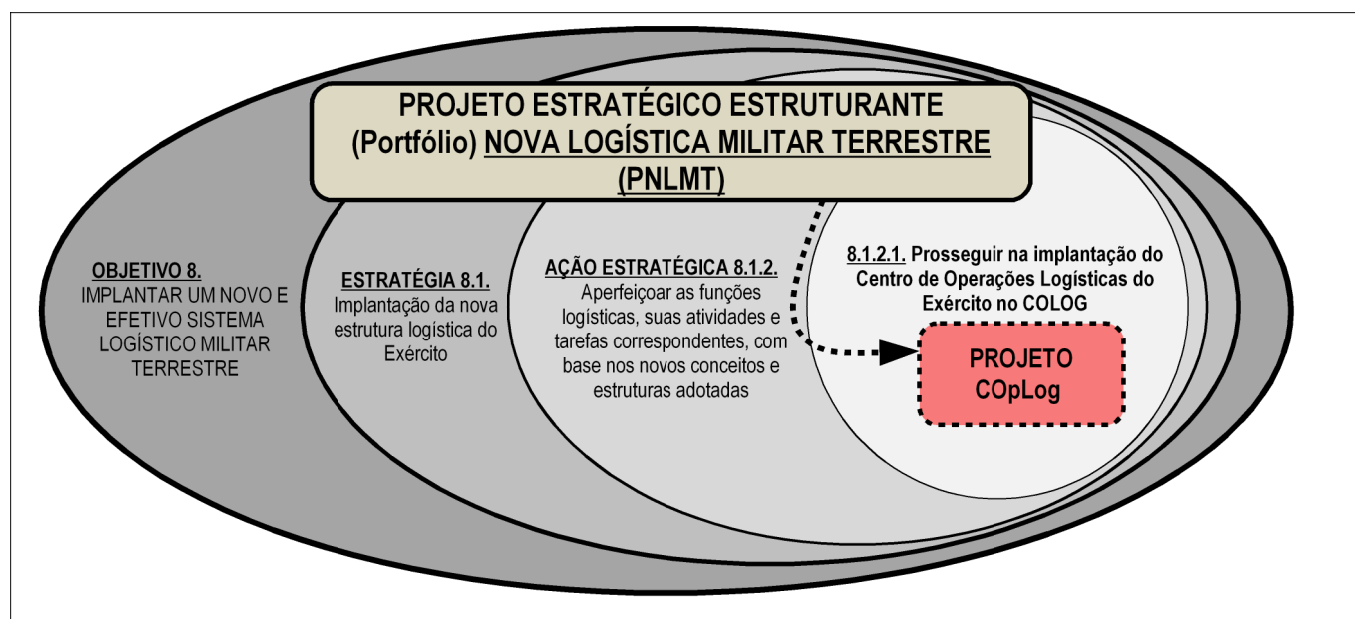 PROJETO ESTRATÉGICO ESTRUTURANTE
(Portfólio) NOVA LOGÍSTICA MILITAR TERRESTRE
(PNLMT)
OBJETIVO 8.
IMPLANTAR UM NOVO E
EFETIVO SISTEMA
LOGÍSTICO MILITAR
TERRESTRE
ESTRATÉGIA 8.1.
Implantação da nova
estrutura logística do
Exército
AÇÃO ESTRATÉGICA 8.1.2.
Aperfeiçoar as funções
logísticas, suas atividades e
tarefas correspondentes, com
base nos novos conceitos e
estruturas adotadas
8.1.2.1. Prosseguir na implantação do
Centro de Operações Logísticas do
Exército no COLOG
PROJETO
COpLog